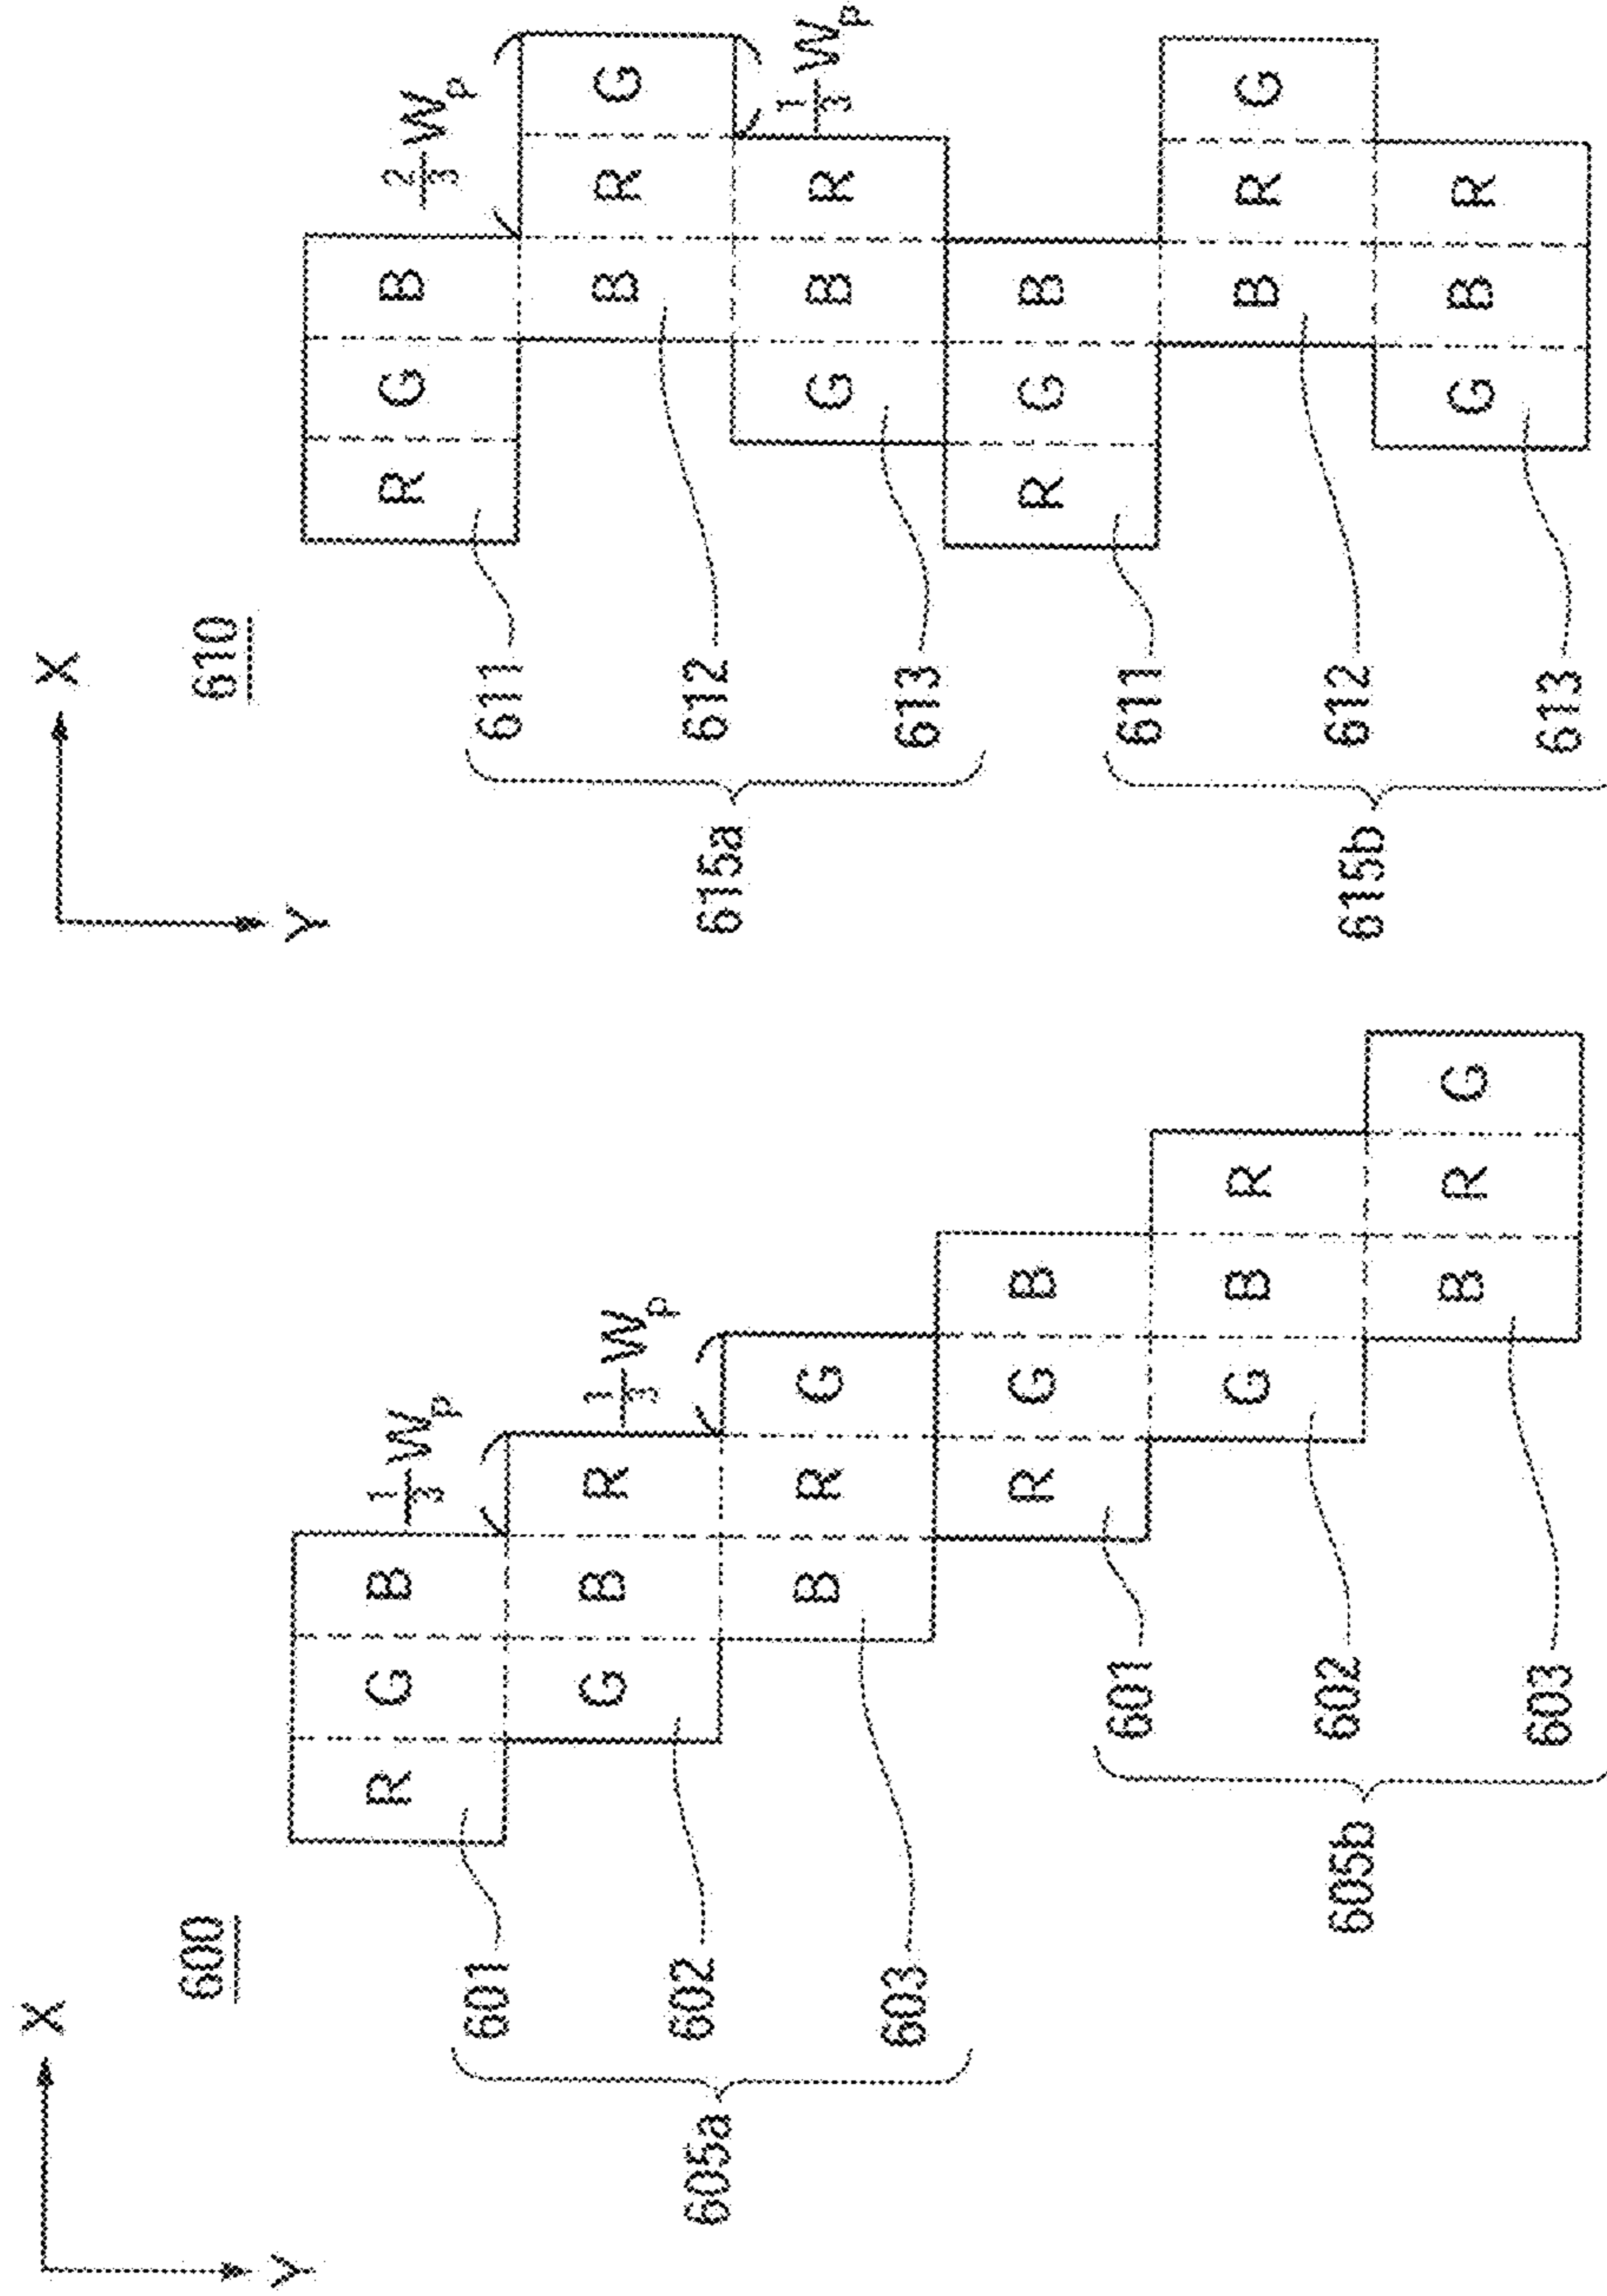 X
Y
600
601
R G B
1/3 Wp
602
G B R
1/3 Wp
605a
603
B R G
R G B
601
G B R
602
605b
B R G
603
X
Y
610
R G B
2/3 Wp
611
B R G
612
1/3 Wp
615a
G B R
613
R G B
611
B R G
612
615b
G B R
613